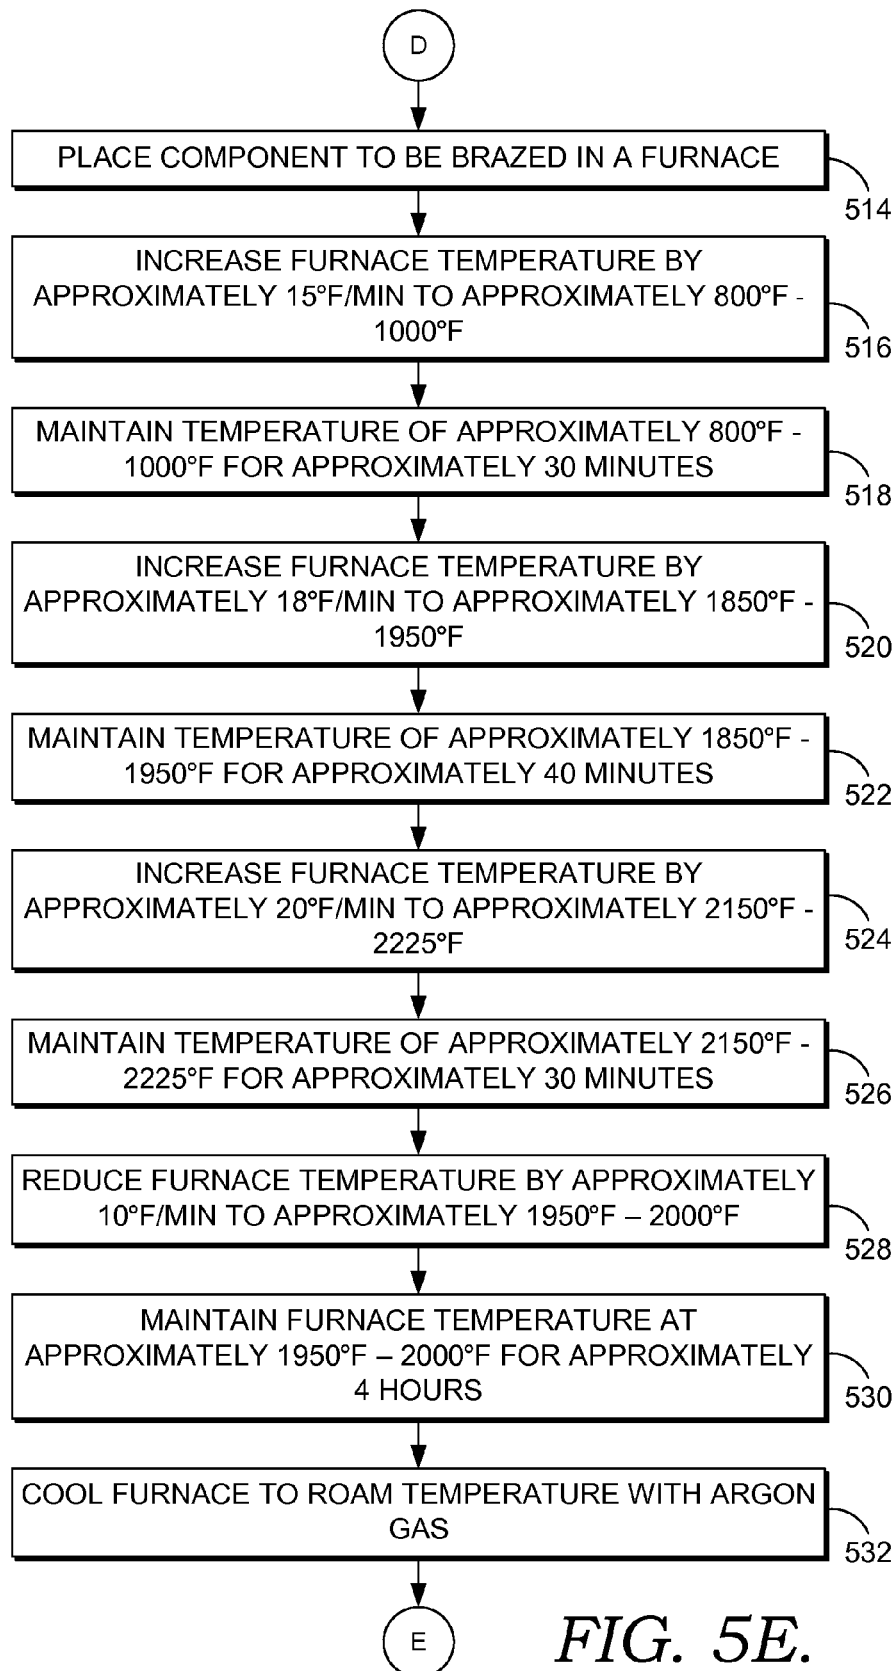 D
PLACE COMPONENT TO BE BRAZED IN A FURNACE
514
INCREASE FURNACE TEMPERATURE BY
APPROXIMATELY 15°F/MIN TO APPROXIMATELY 800°F -
1000°F
516
MAINTAIN TEMPERATURE OF APPROXIMATELY 800°F -
1000°F FOR APPROXIMATELY 30 MINUTES
518
INCREASE FURNACE TEMPERATURE BY
APPROXIMATELY 18°F/MIN TO APPROXIMATELY 1850°F -
1950°F
520
MAINTAIN TEMPERATURE OF APPROXIMATELY 1850°F -
1950°F FOR APPROXIMATELY 40 MINUTES
522
INCREASE FURNACE TEMPERATURE BY
APPROXIMATELY 20°F/MIN TO APPROXIMATELY 2150°F -
2225°F
524
MAINTAIN TEMPERATURE OF APPROXIMATELY 2150°F -
2225°F FOR APPROXIMATELY 30 MINUTES
526
REDUCE FURNACE TEMPERATURE BY APPROXIMATELY
10°F/MIN TO APPROXIMATELY 1950°F – 2000°F
528
MAINTAIN FURNACE TEMPERATURE AT
APPROXIMATELY 1950°F – 2000°F FOR APPROXIMATELY
4 HOURS
530
COOL FURNACE TO ROAM TEMPERATURE WITH ARGON
GAS
532
E
FIG. 5E.